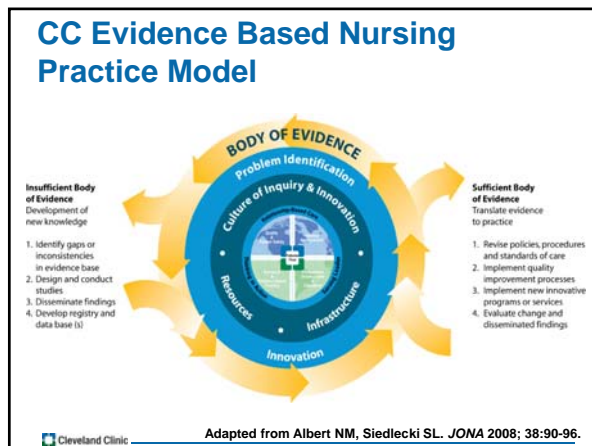 CC Evidence Based Nursing
Practice Model
BODY OF EVIDENCE
Problem Identification
Culture of Inquiry & Innovation
Insufficient Body
of Evidence
Development of
new knowledge
1. Identify gaps or
inconsistencies
in evidence base
2. Design and conduct
studies
3. Disseminate findings
4. Develop registry and
data base (s)
Sufficient Body
of Evidence
Translate evidence
to practice
1. Revise policies, procedures
and standards of care
2. Implement quality
improvement processes
3. Implement new innovative
programs or services
4. Evaluate change and
disseminated findings
Resources
Infrastructure
Innovation
Cleveland Clinic
Adapted from Albert NM, Siedlecki SL. JONA 2008; 38:90-96.